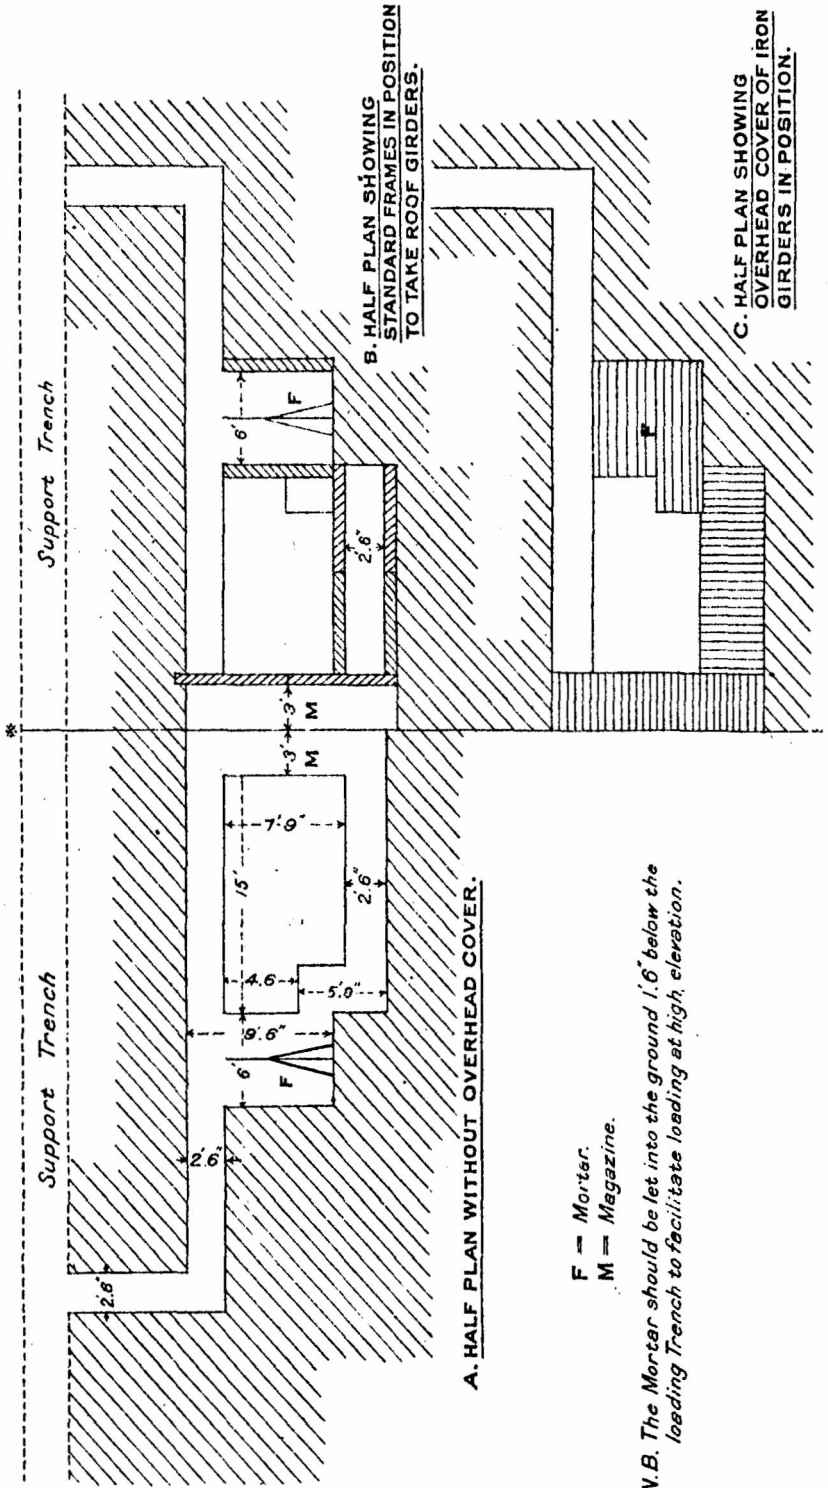 Support Trench
Support Trench
※
2'.6"
2'.6"
F
6'
9'.6"
4.6
5'.0"
15'
7'-9"
2'.6"
3'
M
3'
M
2'.6"
6'
F
B. HALF PLAN SHOWING
STANDARD FRAMES IN POSITION
TO TAKE ROOF GIRDERS.
A. HALF PLAN WITHOUT OVERHEAD COVER.
F
C. HALF PLAN SHOWING
OVERHEAD COVER OF IRON
GIRDERS IN POSITION.
F = Mortar.
M = Magazine.
N.B. The Mortar should be let into the ground 1'.6" below the
loading Trench to facilitate loading at high, elevation.